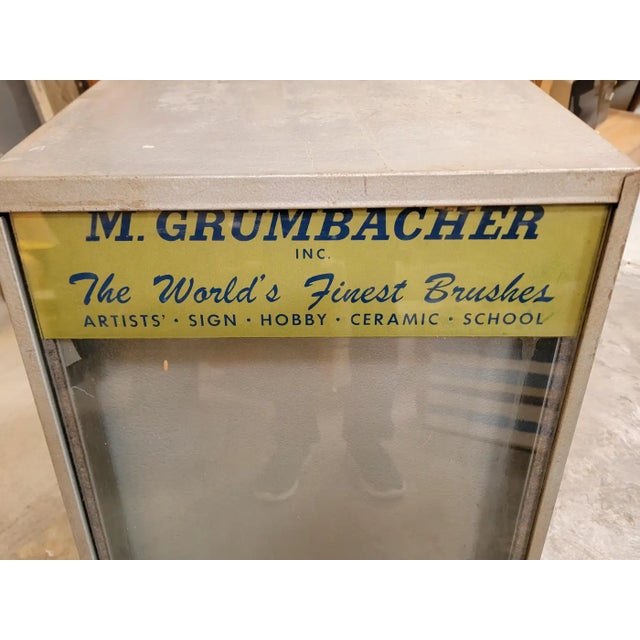 M. GRUMBACHER
INC.
The World's Finest Brushes
ARTISTS' · SIGN · HOBBY · CERAMIC · SCHOOL